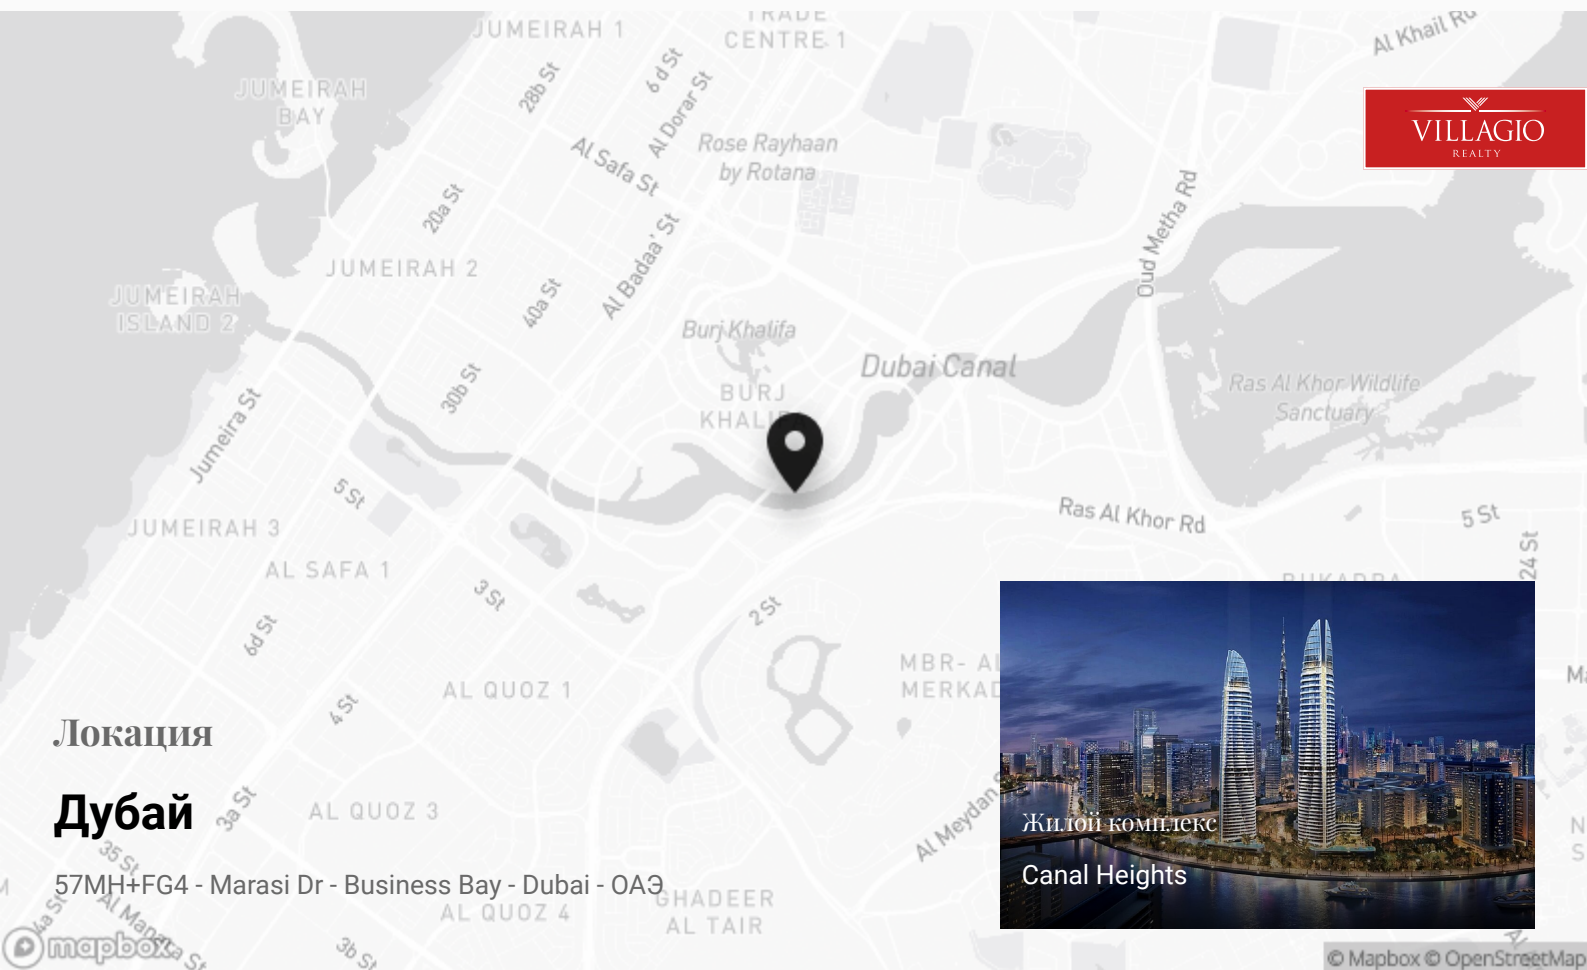 JUMEIRAH 1
TRADE
CENTRE 1
Al Khail Rd
JUMEIRAH
BAY
28b St
6 d St
Al Dorar St
VILLAGIO
REALTY
Rose Rayhaan
by Rotana
Al Safa St
20a St
Oud Metha Rd
JUMEIRAH 2
Al Badaa' St
JUMEIRAH
ISLAND 2
40a St
Burj Khalifa
Dubai Canal
30b St
BURJ
Ras Al Khor Wildlife
Sanctuary
Jumeira St
5 St
Ras Al Khor Rd
5 St
JUMEIRAH 3
24 St
AL SAFA 1
3 St
2 St
6d St
AL QUOZ 1
4 St
Локация
Дубай
3a St
AL QUOZ 3
Al Meydan
Жилой комплекс
Canal Heights
35 St
57MH+FG4 - Marasi Dr - Business Bay - Dubai - ОАЭ
GHADEER
AL TAIR
AL QUOZ 4
4a St
3b St
mapbox
© Mapbox © OpenStreetMap